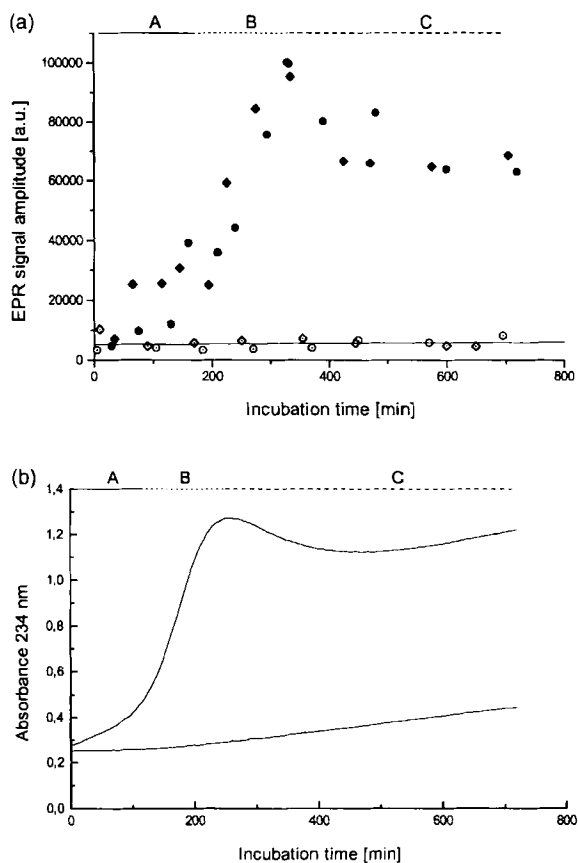 (a)
A B C
EPR signal amplitude [a.u.]
100000
80000
60000
40000
20000
0
0 200 400 600 800
Incubation time [min]
(b)
A B C
Absorbance 234 nm
1,4
1,2
1,0
0,8
0,6
0,4
0,2
0,0
0 200 400 600 800
Incubation time [min]